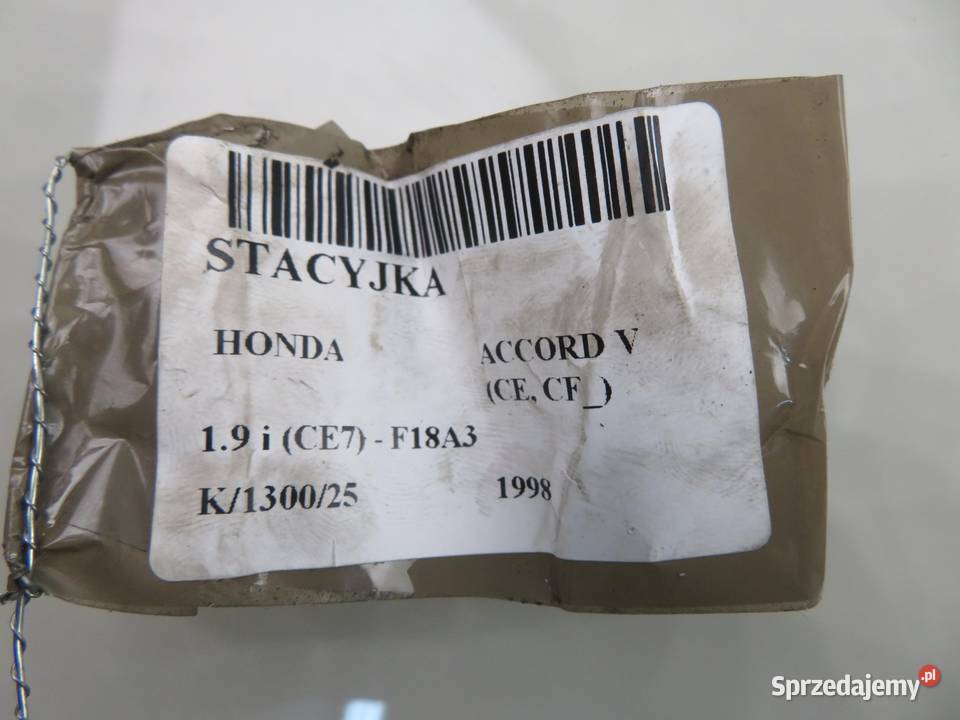 STACYJKA
HONDA ACCORD V
(CE, CF_)
1.9 i (CE7) - F18A3
K/1300/25 1998
Sprzedajemy.pl